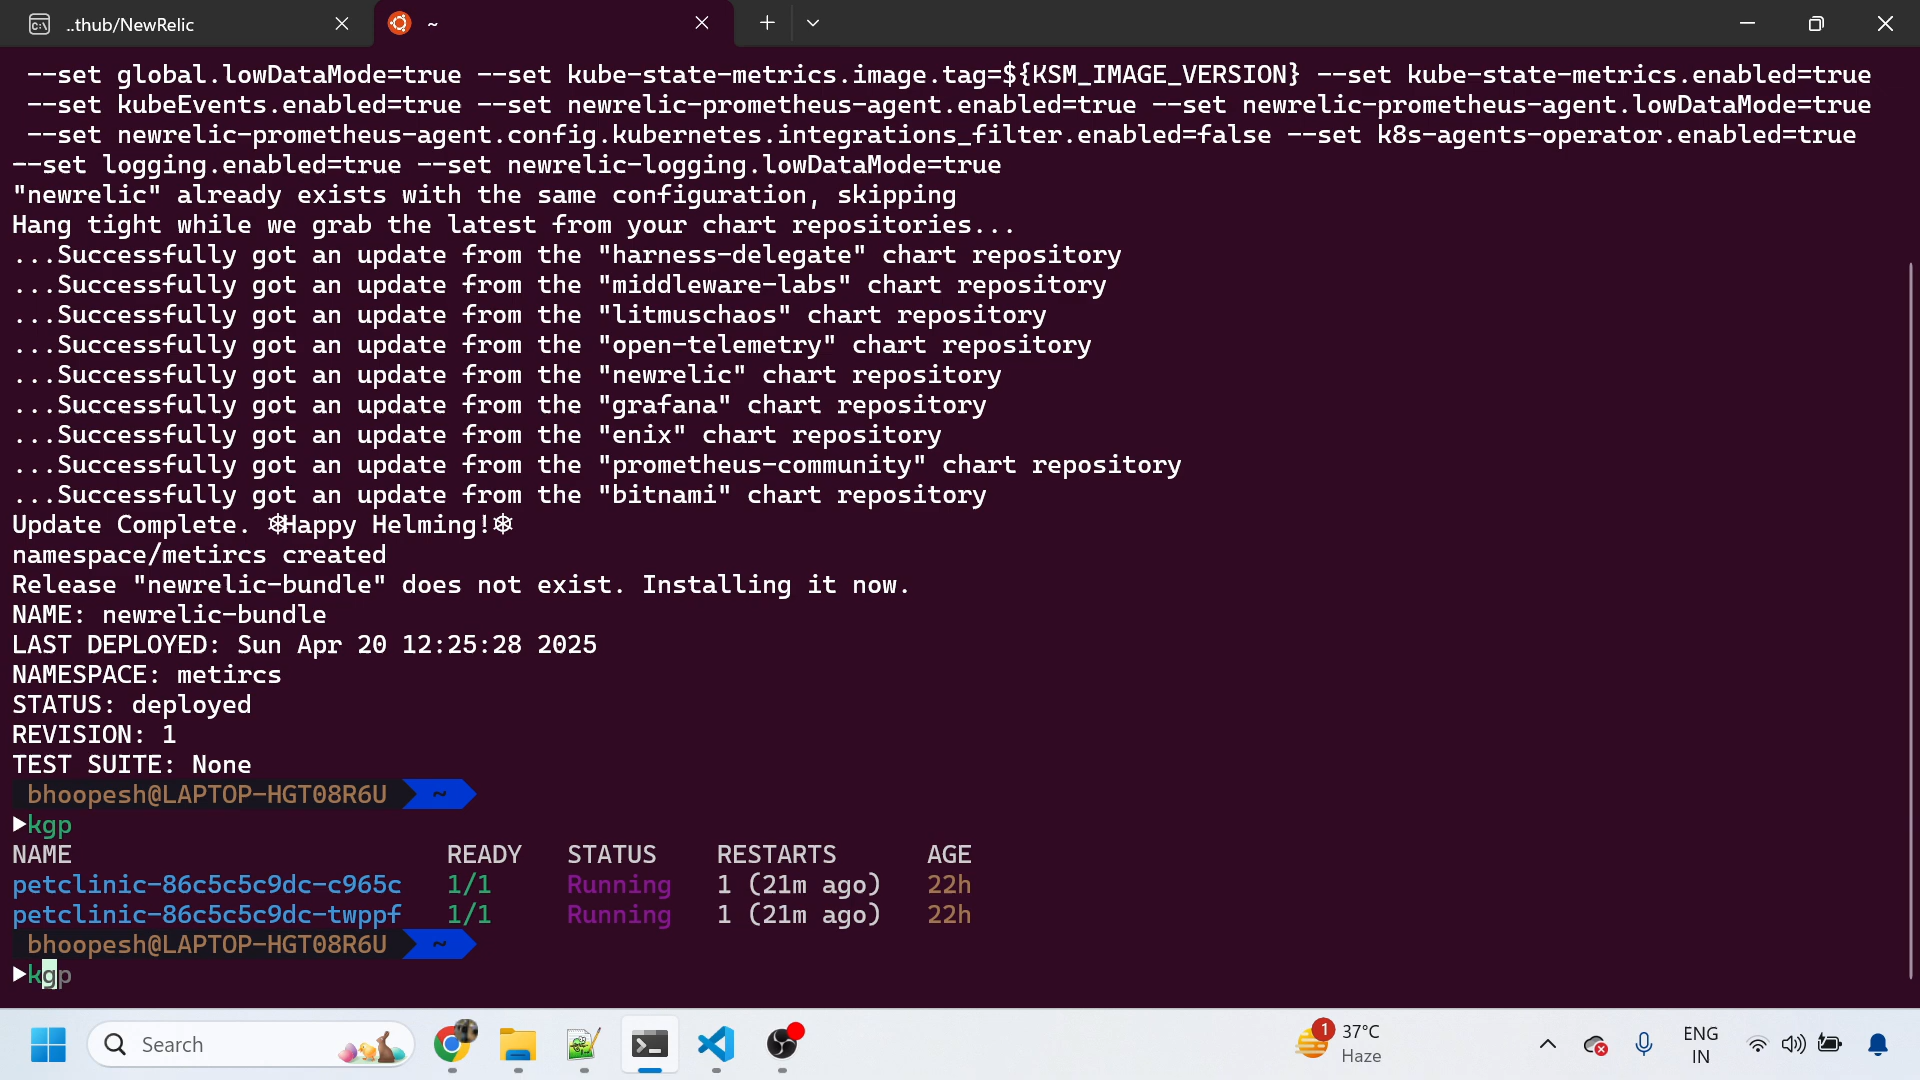 ..thub/NewRelic
~
--set global.lowDataMode=true --set kube-state-metrics.image.tag=${KSM_IMAGE_VERSION} --set kube-state-metrics.enabled=true
--set kubeEvents.enabled=true --set newrelic-prometheus-agent.enabled=true --set newrelic-prometheus-agent.lowDataMode=true
--set newrelic-prometheus-agent.config.kubernetes.integrations_filter.enabled=false --set k8s-agents-operator.enabled=true
--set logging.enabled=true --set newrelic-logging.lowDataMode=true
"newrelic" already exists with the same configuration, skipping
Hang tight while we grab the latest from your chart repositories...
...Successfully got an update from the "harness-delegate" chart repository
...Successfully got an update from the "middleware-labs" chart repository
...Successfully got an update from the "litmuschaos" chart repository
...Successfully got an update from the "open-telemetry" chart repository
...Successfully got an update from the "newrelic" chart repository
...Successfully got an update from the "grafana" chart repository
...Successfully got an update from the "enix" chart repository
...Successfully got an update from the "prometheus-community" chart repository
...Successfully got an update from the "bitnami" chart repository
Update Complete. ⎈Happy Helming!⎈
namespace/metircs created
Release "newrelic-bundle" does not exist. Installing it now.
NAME: newrelic-bundle
LAST DEPLOYED: Sun Apr 20 12:25:28 2025
NAMESPACE: metircs
STATUS: deployed
REVISION: 1
TEST SUITE: None
bhoopesh@LAPTOP-HGT08R6U ~
▶kgp
NAME READY STATUS RESTARTS AGE
petclinic-86c5c5c9dc-c965c 1/1 Running 1 (21m ago) 22h
petclinic-86c5c5c9dc-twppf 1/1 Running 1 (21m ago) 22h
bhoopesh@LAPTOP-HGT08R6U ~
▶kgp
Search
1
37°C
Haze
ENG
IN